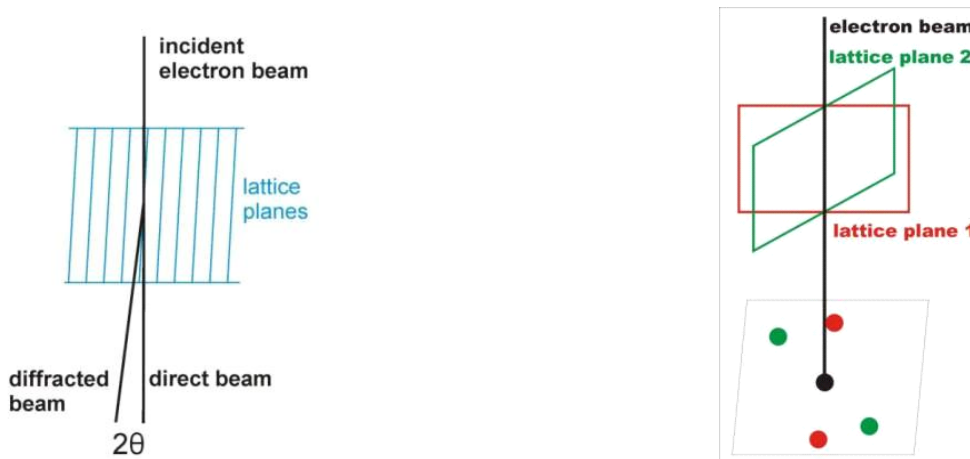 incident
electron beam
lattice
planes
diffracted
beam
direct beam
2θ
electron beam
lattice plane 2
lattice plane 1